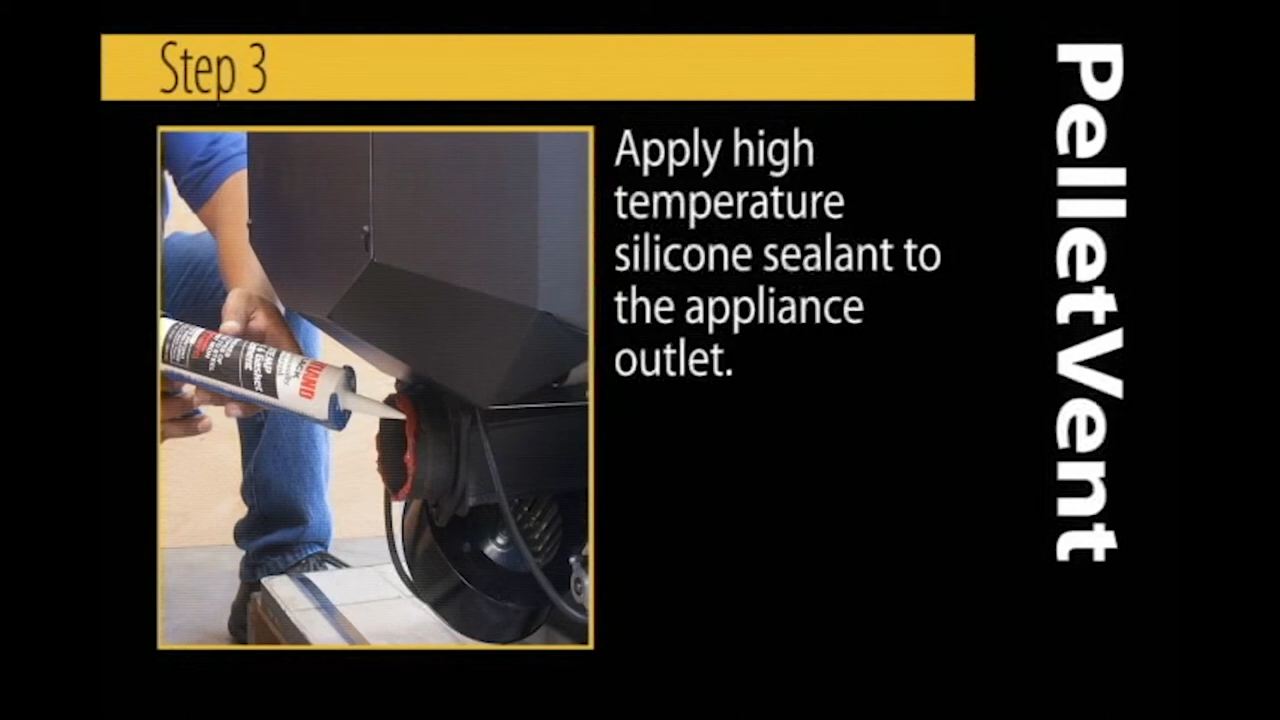 Step 3
Apply high
temperature
silicone sealant to
the appliance
outlet.
PelletVent